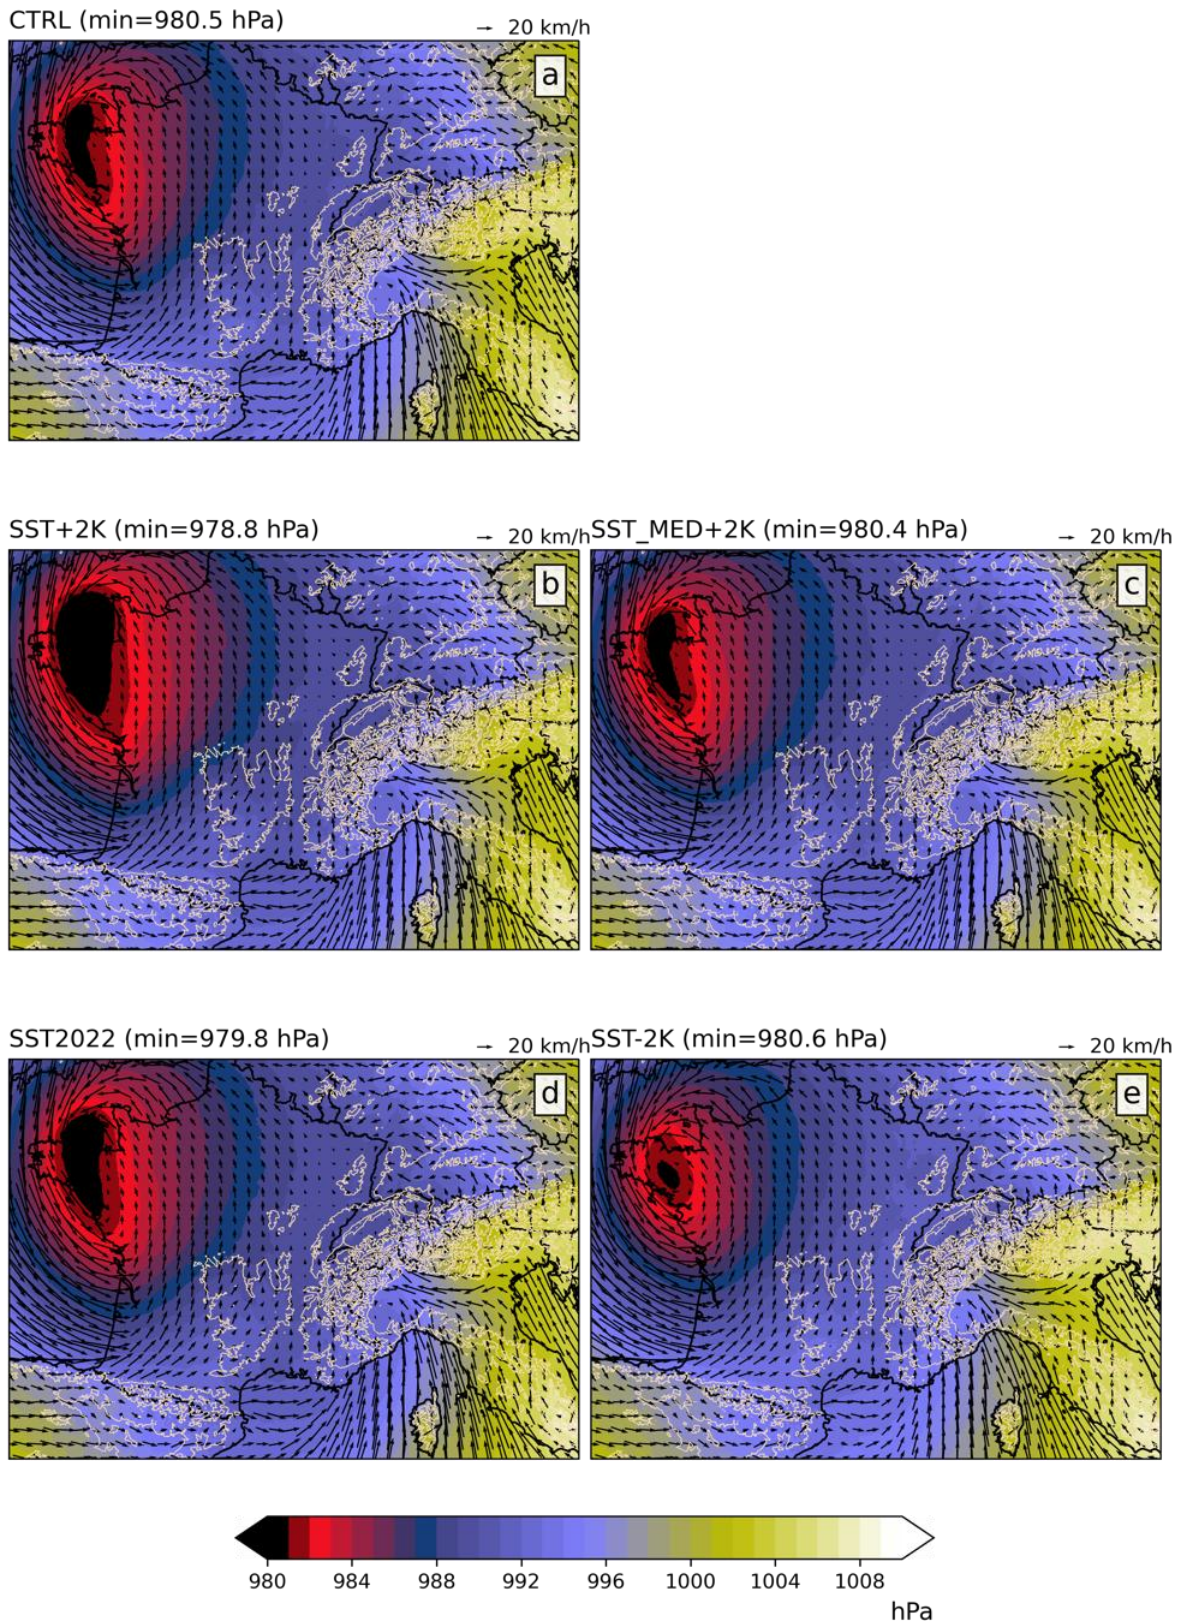 CTRL (min=980.5 hPa)
20 km/h
a
SST+2K (min=978.8 hPa)
20 km/h
SST_MED+2K (min=980.4 hPa)
20 km/h
b
c
SST2022 (min=979.8 hPa)
20 km/h
SST-2K (min=980.6 hPa)
20 km/h
d
e
980 984 988 992 996 1000 1004 1008
hPa